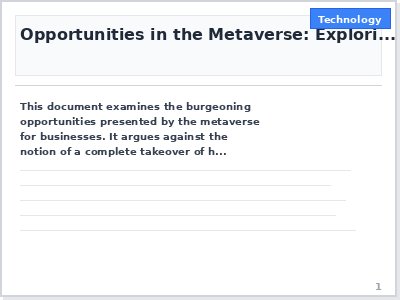 Technology
Opportunities in the Metaverse: Explori...
This document examines the burgeoning
opportunities presented by the metaverse
for businesses. It argues against the
notion of a complete takeover of h...
1